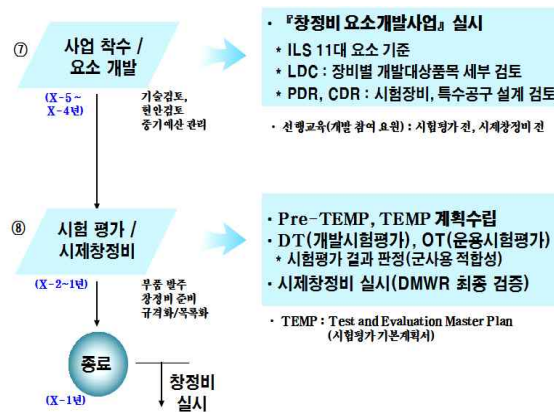 ⑦
사업 착수 /
요소 개발
(X-5 ~
X-4년)
기술검토,
현안검토
중기예산 관리
· 『창정비 요소개발사업』 실시
* ILS 11대 요소 기준
* LDC : 장비별 개발대상품목 세부 검토
* PDR, CDR : 시험장비, 특수공구 설계 검토
· 선행교육(개발 참여 요원) : 시험평가 전, 시제창정비 전
⑧
시험 평가 /
시제창정비
(X-2~1년)
부품 발주
창정비 준비
규격화/목록화
· Pre-TEMP, TEMP 계획수립
· DT(개발시험평가), OT(운용시험평가)
* 시험평가 결과 판정(군사용 적합성)
· 시제창정비 실시(DMWR 최종 검증)
· TEMP : Test and Evaluation Master Plan
(시험평가 기본계획서)
종료
(X-1년)
창정비
실시